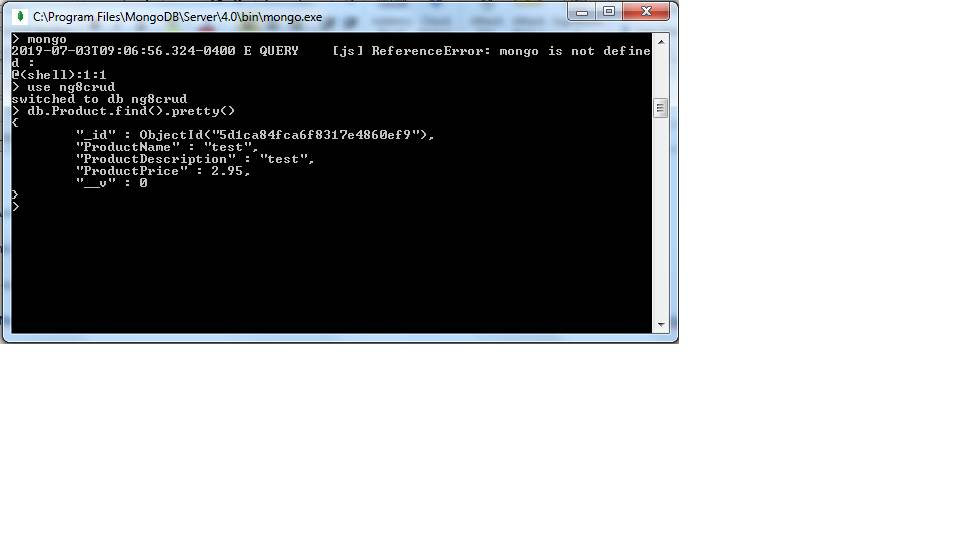 C:\Program Files\MongoDB\Server\4.0\bin\mongo.exe
> mongo
2019-07-03T09:06:56.324-0400 E QUERY    [js] ReferenceError: mongo is not define
d :
@(shell):1:1
> use ng8crud
switched to db ng8crud
> db.Product.find().pretty()
{
        "_id" : ObjectId("5d1ca84fca6f8317e4860ef9"),
        "ProductName" : "test",
        "ProductDescription" : "test",
        "ProductPrice" : 2.95,
        "__v" : 0
}
>